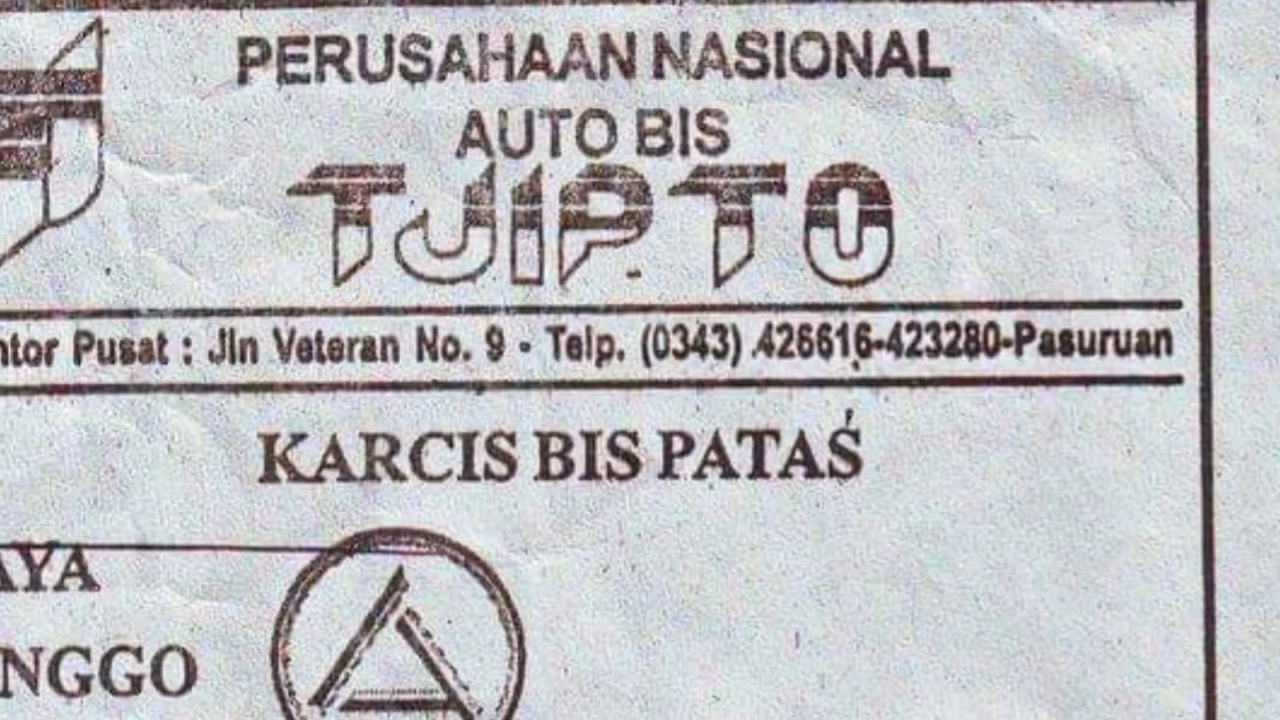 PERUSAHAAN NASIONAL
AUTO BIS
TJIPTO
ntor Pusat : Jln Veteran No. 9 - Telp. (0343) 426616-423280-Pasuruan
KARCIS BIS PATAS
AYA
NGGO